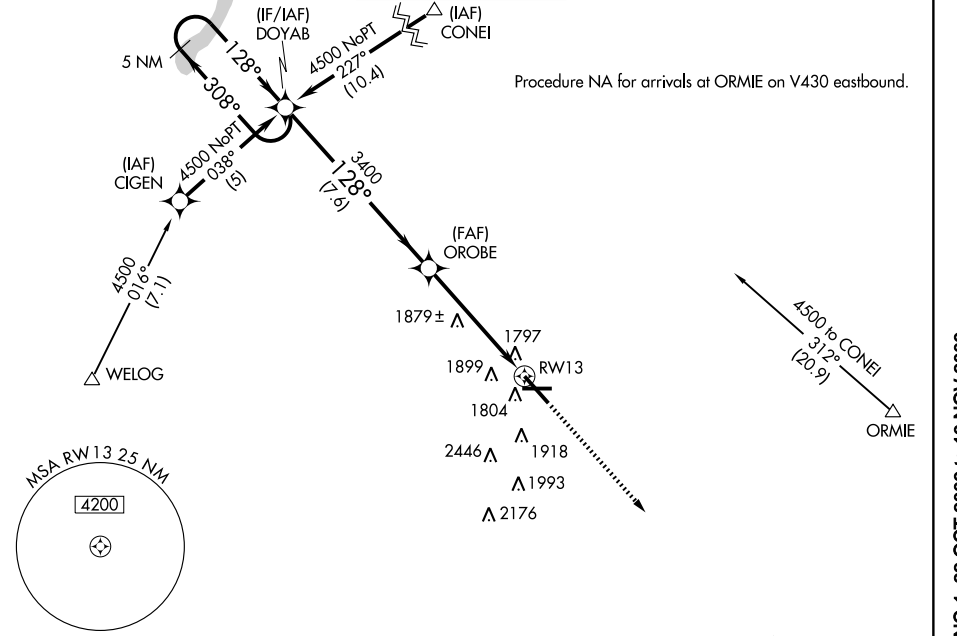 (IF/IAF)
DOYAB
(IAF)
CONEI
5 NM
128°
308°
4500 NoPT
227°
(10.4)
Procedure NA for arrivals at ORMIE on V430 eastbound.
(IAF)
CIGEN
4500 NoPT
038°
(5)
3400
128°
(7.6)
(FAF)
OROBE
4500
016°
(7.1)
WELOG
1879±
1797
1899
RW13
1804
2446
1918
1993
2176
4500 to CONEI
312°
(20.9)
ORMIE
MSA RW13 25 NM
4200